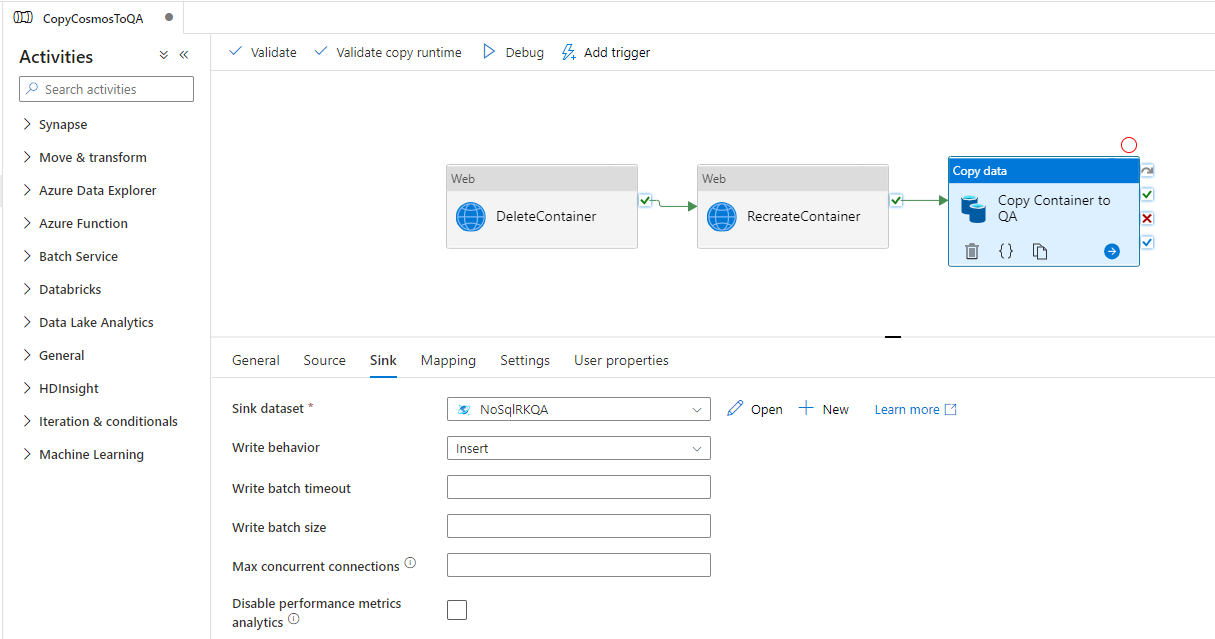 CopyCosmosToQA
Activities
Validate
Validate copy runtime
Debug
Add trigger
Search activities
Synapse
Move & transform
Azure Data Explorer
Azure Function
Batch Service
Databricks
Data Lake Analytics
General
HDInsight
Iteration & conditionals
Machine Learning
Web
DeleteContainer
Web
RecreateContainer
Copy data
Copy Container to
QA
General
Source
Sink
Mapping
Settings
User properties
Sink dataset *
NoSqlRKQA
Open
New
Learn more
Write behavior
Insert
Write batch timeout
Write batch size
Max concurrent connections
Disable performance metrics
analytics